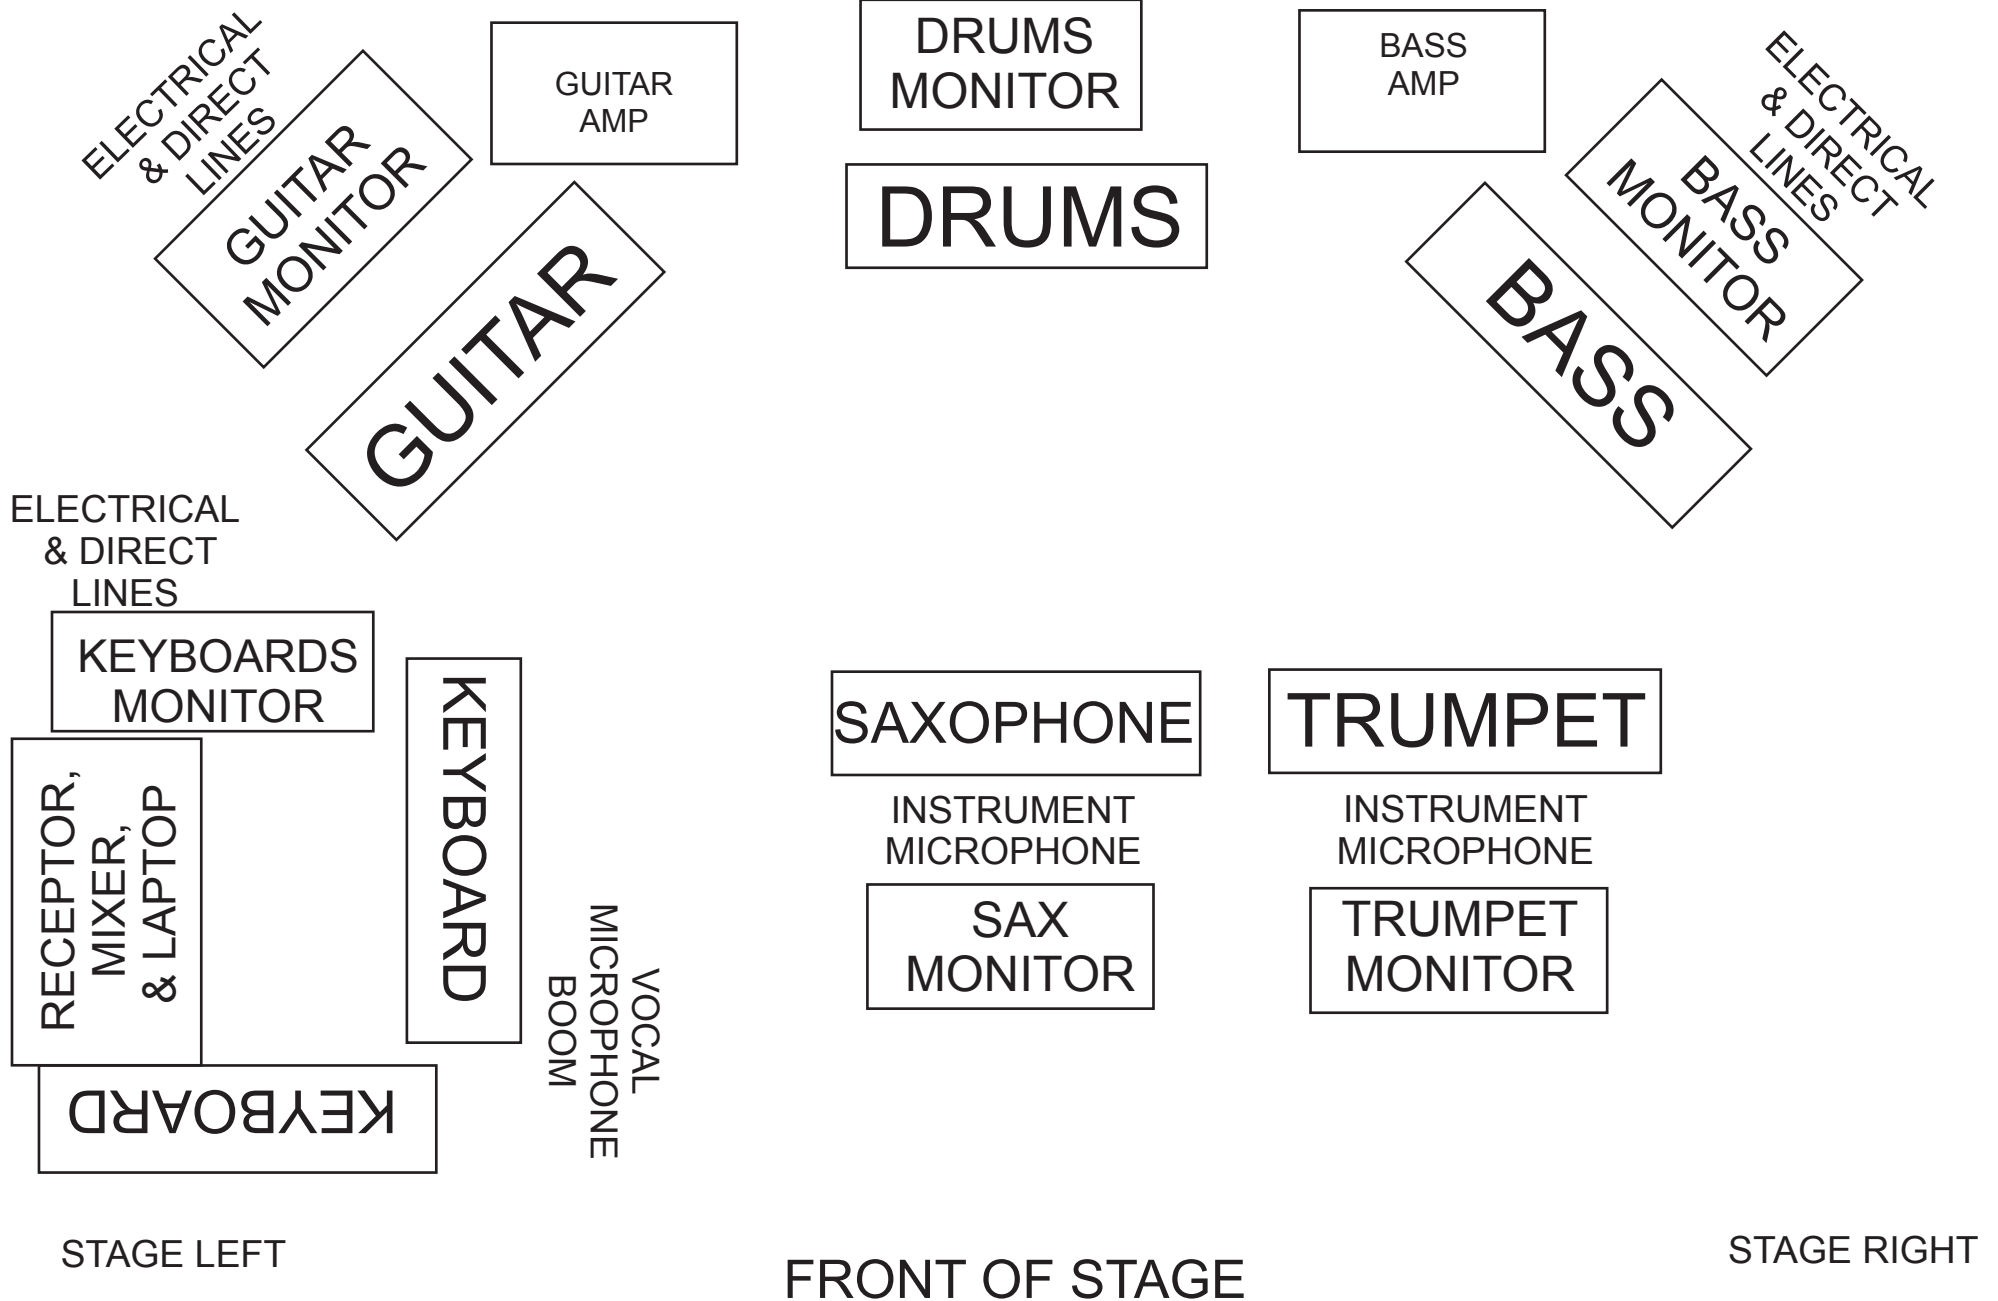 ELECTRICAL
& DIRECT
LINES
GUITAR
MONITOR
GUITAR
AMP
GUITAR
DRUMS
MONITOR
DRUMS
BASS
AMP
ELECTRICAL
& DIRECT
LINES
BASS
MONITOR
BASS
ELECTRICAL
& DIRECT
LINES
KEYBOARDS
MONITOR
RECEPTOR,
MIXER,
& LAPTOP
KEYBOARD
KEYBOARD
VOCAL
MICROPHONE
BOOM
SAXOPHONE
INSTRUMENT
MICROPHONE
SAX
MONITOR
TRUMPET
INSTRUMENT
MICROPHONE
TRUMPET
MONITOR
STAGE LEFT
FRONT OF STAGE
STAGE RIGHT